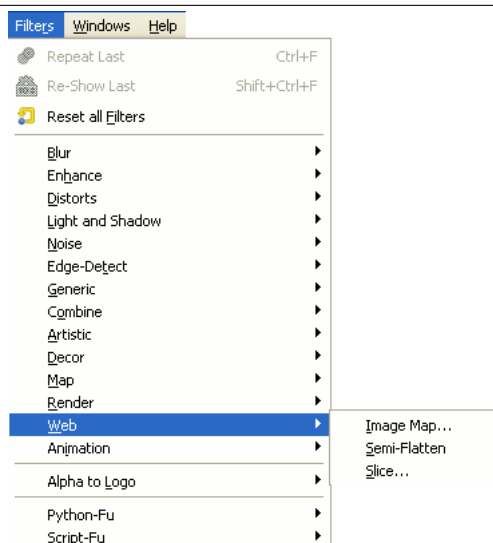 Filters Windows Help
Repeat Last Ctrl+F
Re-Show Last Shift+Ctrl+F
Reset all Filters
Blur
Enhance
Distorts
Light and Shadow
Noise
Edge-Detect
Generic
Combine
Artistic
Decor
Map
Render
Web
Image Map...
Animation
Semi-Flatten
Slice...
Alpha to Logo
Python-Fu
Script-Fu